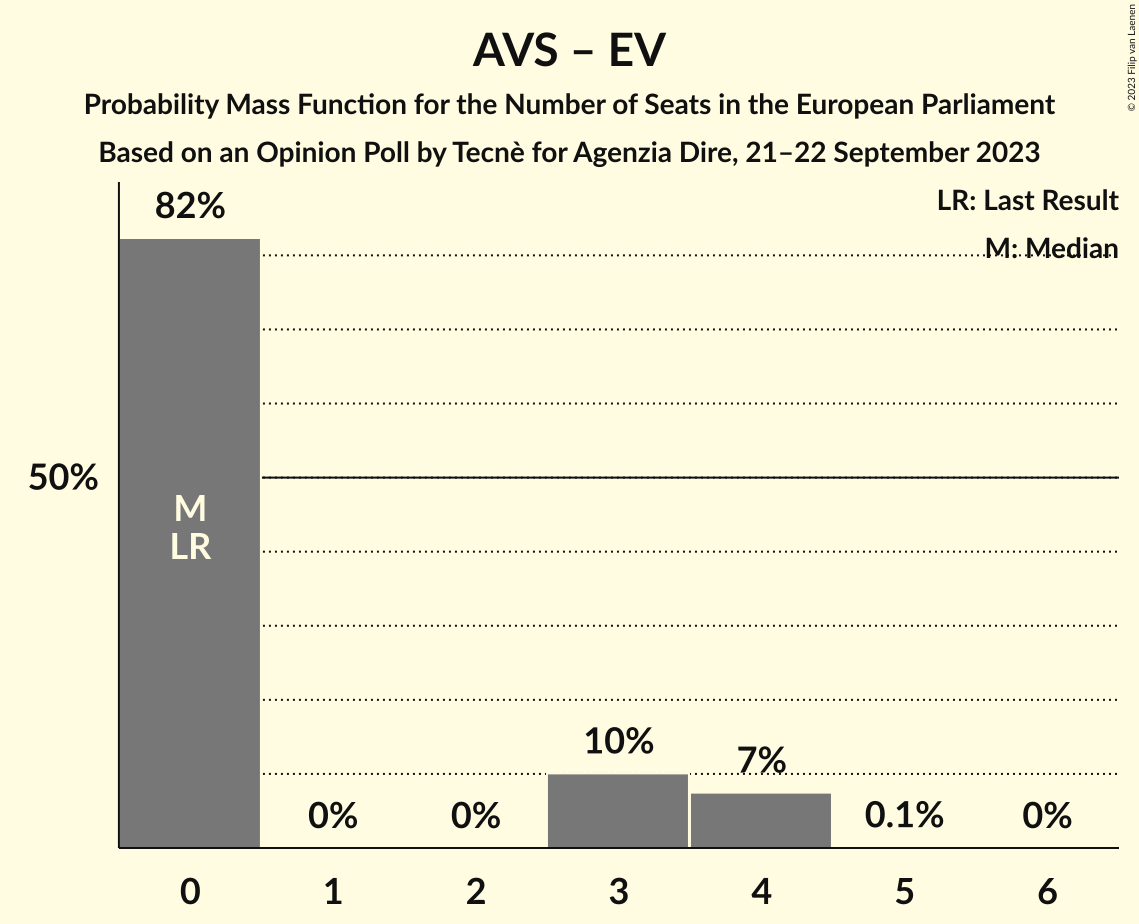 AVS – EV
Probability Mass Function for the Number of Seats in the European Parliament
Based on an Opinion Poll by Tecnè for Agenzia Dire, 21–22 September 2023
© 2023 Filip van Laenen
LR: Last Result
M: Median
82%
50%
M
LR
0%
0%
10%
7%
0.1%
0%
0
1
2
3
4
5
6